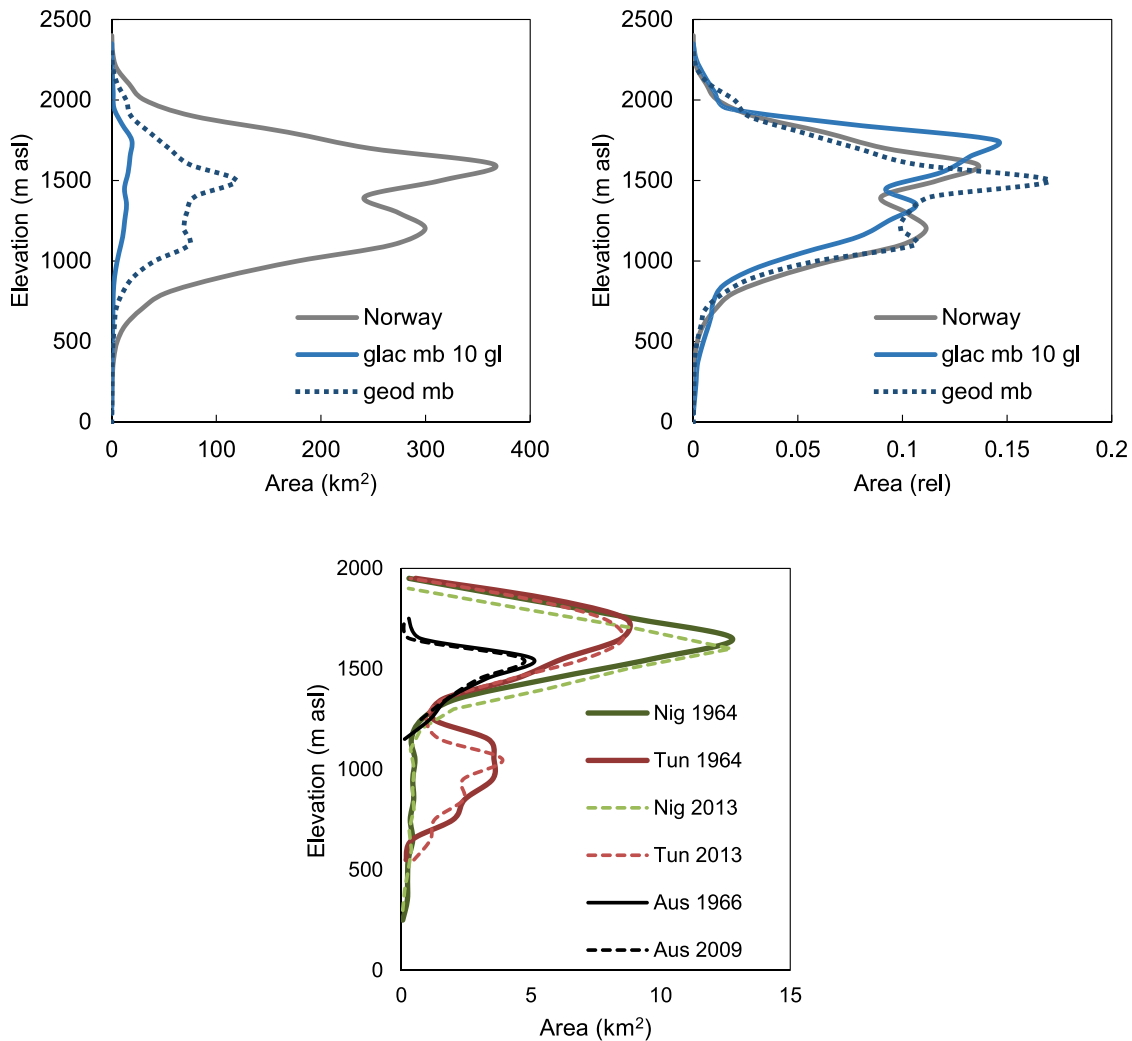 2500
2000
1500
1000
500
0
Elevation (m asl)
Norway
glac mb 10 gl
geod mb
0 100 200 300 400
Area (km²)
2500
2000
1500
1000
500
0
Elevation (m asl)
Norway
glac mb 10 gl
geod mb
0 0.05 0.1 0.15 0.2
Area (rel)
2000
1500
1000
500
0
Elevation (m asl)
Nig 1964
Tun 1964
Nig 2013
Tun 2013
Aus 1966
Aus 2009
0 5 10 15
Area (km²)